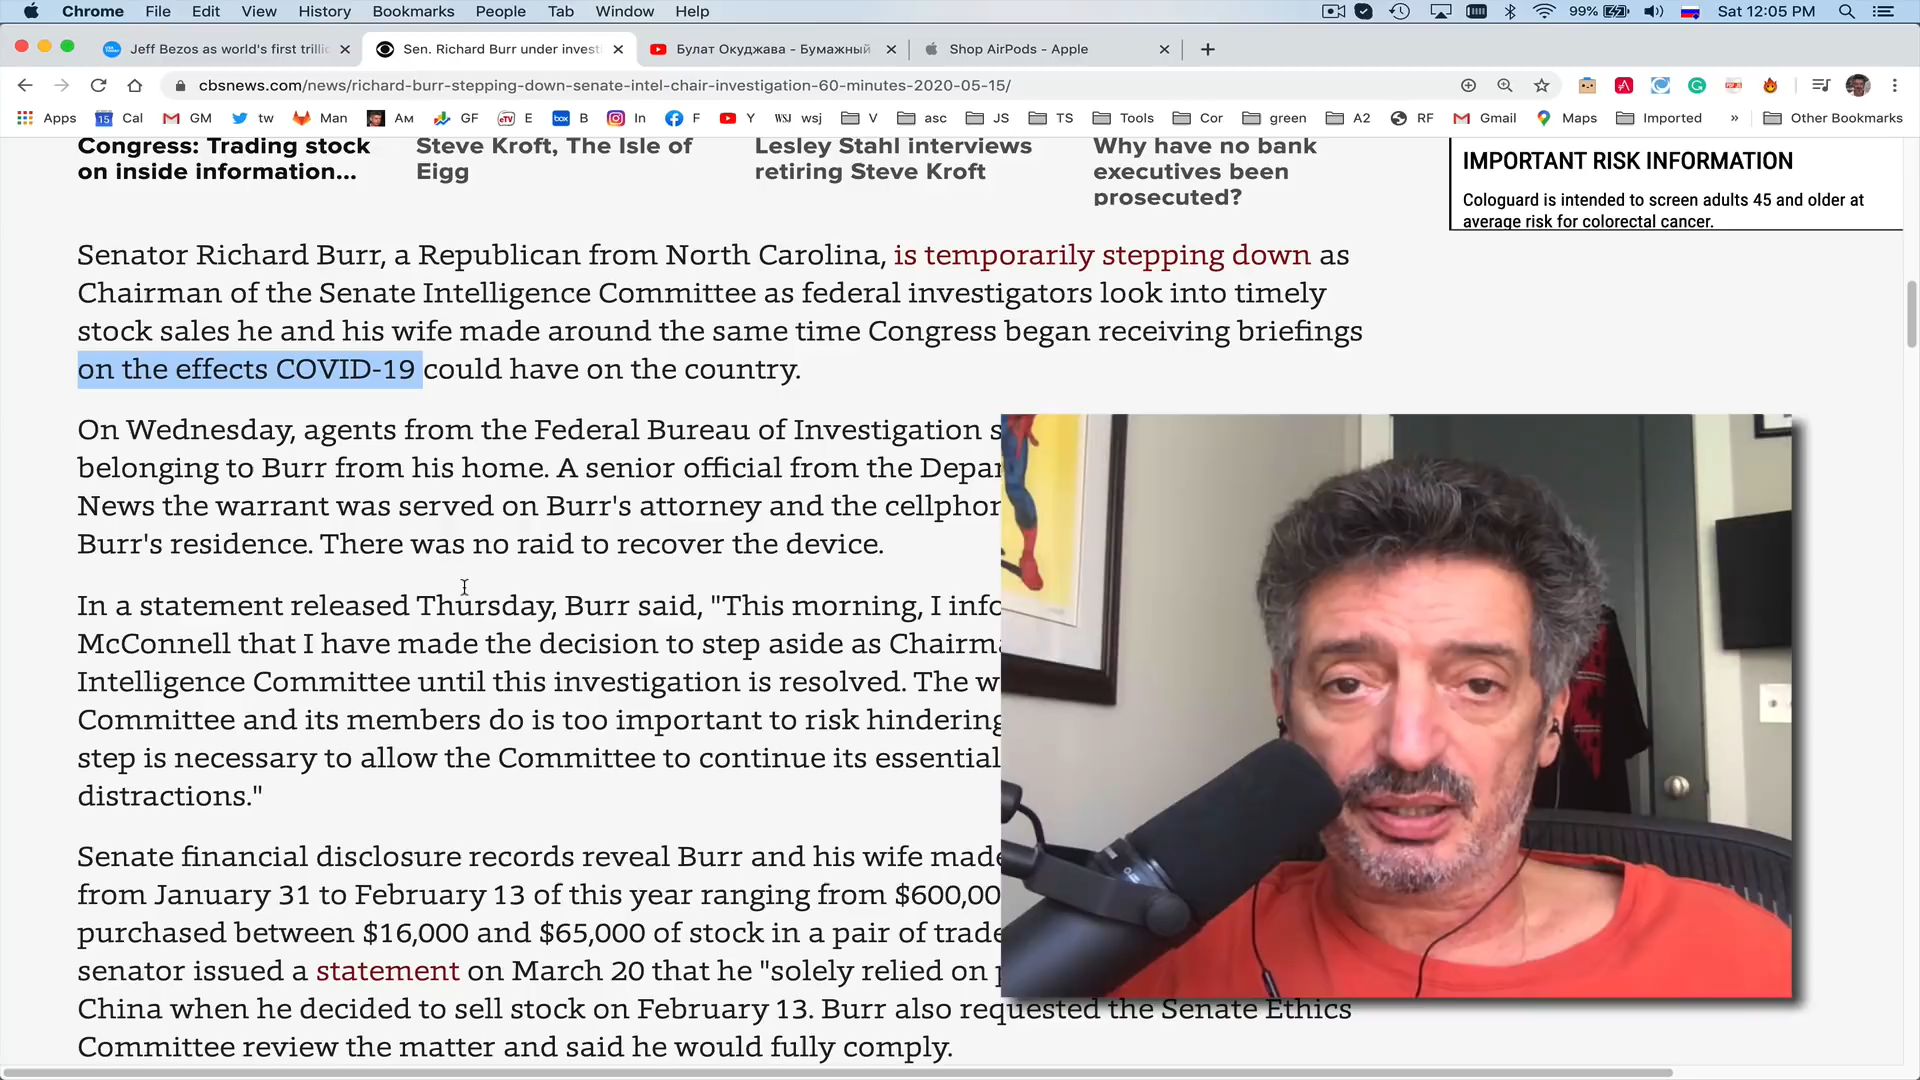 Chrome File Edit View History Bookmarks People Tab Window Help 99% Sat 12:05 PM
Jeff Bezos as world's first trilli Sen. Richard Burr under invest Булат Окуджава - Бумажный Shop AirPods - Apple
cbsnews.com/news/richard-burr-stepping-down-senate-intel-chair-investigation-60-minutes-2020-05-15/
Apps 15 Cal GM tw Man Ам GF eTV E box B In F Y WSJ wsj V asc JS TS Tools Cor green A2 RF Gmail Maps Imported » Other Bookmarks
Congress: Trading stock
on inside information...
Steve Kroft, The Isle of
Eigg
Lesley Stahl interviews
retiring Steve Kroft
Why have no bank
executives been
prosecuted?
IMPORTANT RISK INFORMATION
Cologuard is intended to screen adults 45 and older at
average risk for colorectal cancer.
Senator Richard Burr, a Republican from North Carolina, is temporarily stepping down as
Chairman of the Senate Intelligence Committee as federal investigators look into timely
stock sales he and his wife made around the same time Congress began receiving briefings
on the effects COVID-19 could have on the country.
On Wednesday, agents from the Federal Bureau of Investigation s
belonging to Burr from his home. A senior official from the Depar
News the warrant was served on Burr's attorney and the cellphor
Burr's residence. There was no raid to recover the device.
In a statement released Thursday, Burr said, "This morning, I info
McConnell that I have made the decision to step aside as Chairma
Intelligence Committee until this investigation is resolved. The w
Committee and its members do is too important to risk hindering
step is necessary to allow the Committee to continue its essential
distractions."
Senate financial disclosure records reveal Burr and his wife made
from January 31 to February 13 of this year ranging from $600,00
purchased between $16,000 and $65,000 of stock in a pair of trade
senator issued a statement on March 20 that he "solely relied on p
China when he decided to sell stock on February 13. Burr also requested the Senate Ethics
Committee review the matter and said he would fully comply.